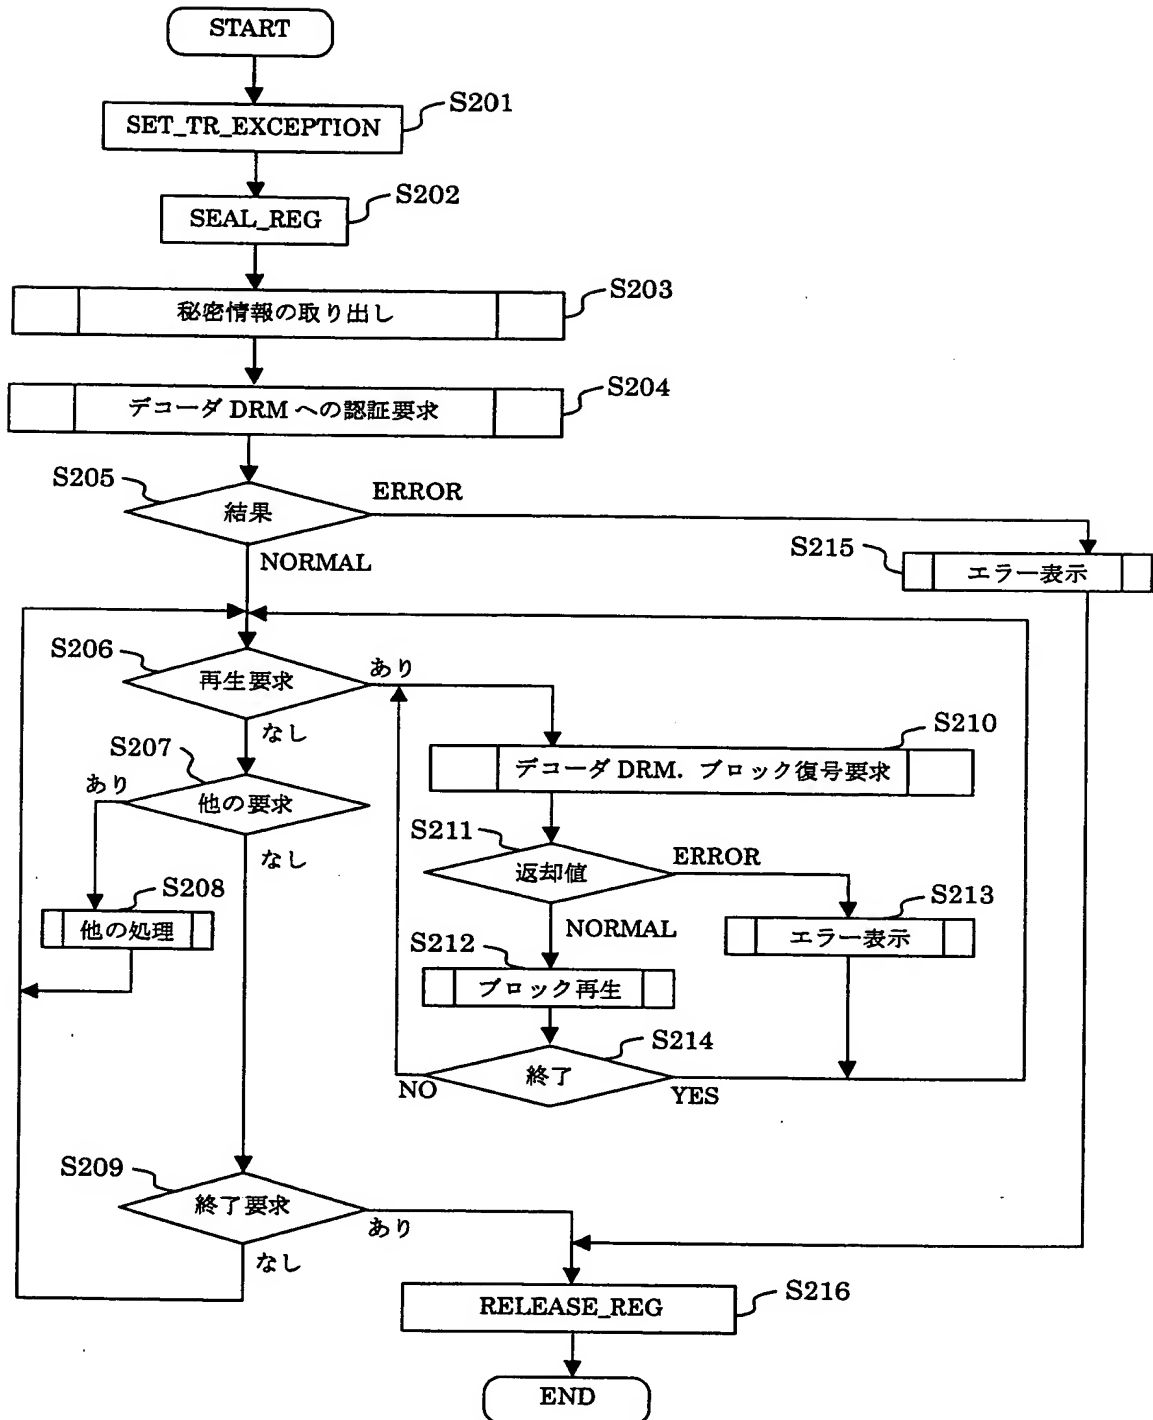 START
S201
SET_TR_EXCEPTION
S202
SEAL_REG
S203
秘密情報の取り出し
S204
デコーダ DRM への認証要求
S205
結果
ERROR
NORMAL
S215
エラー表示
S206
再生要求
あり
なし
S207
あり
他の要求
なし
S208
他の処理
S210
デコーダ DRM. ブロック復号要求
S211
返却値
ERROR
NORMAL
S213
エラー表示
S212
ブロック再生
S214
終了
NO
YES
S209
終了要求
あり
なし
S216
RELEASE_REG
END